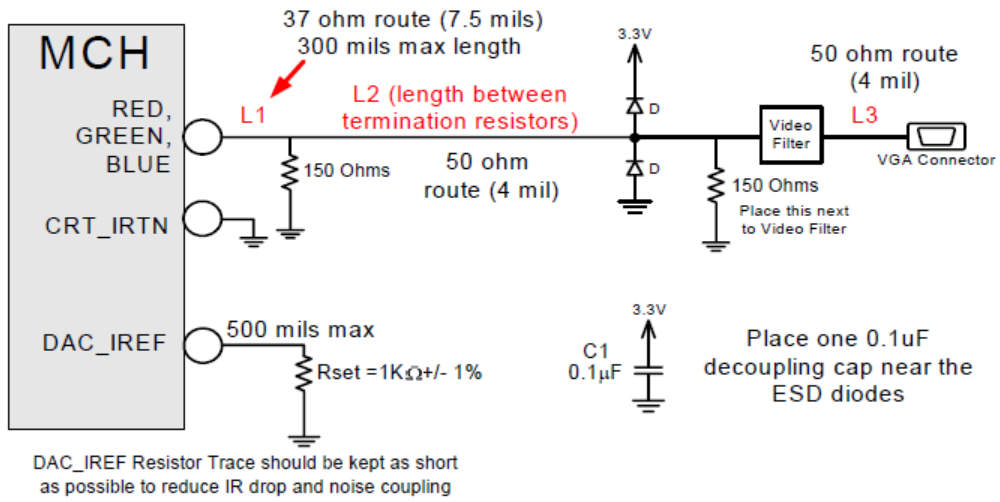 MCH
RED,
GREEN,
BLUE
CRT_IRTN
DAC_IREF
37 ohm route (7.5 mils)
300 mils max length
L1
L2 (length between
termination resistors)
150 Ohms
50 ohm
route (4 mil)
3.3V
D
D
150 Ohms
Place this next
to Video Filter
Video
Filter
50 ohm route
(4 mil)
L3
VGA Connector
500 mils max
Rset =1KΩ+/- 1%
3.3V
C1
0.1µF
Place one 0.1uF
decoupling cap near the
ESD diodes
DAC_IREF Resistor Trace should be kept as short
as possible to reduce IR drop and noise coupling